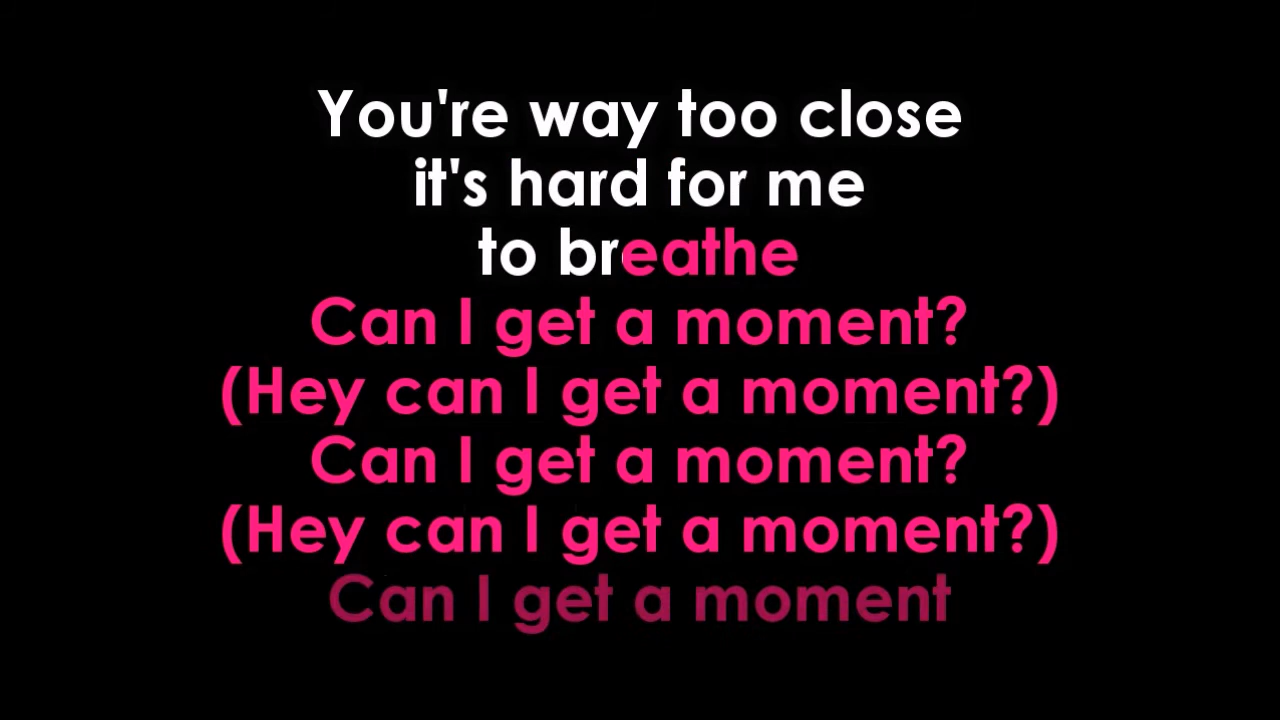 You're way too close
it's hard for me
to breathe
Can I get a moment?
(Hey can I get a moment?)
Can I get a moment?
(Hey can I get a moment?)
Can I get a moment